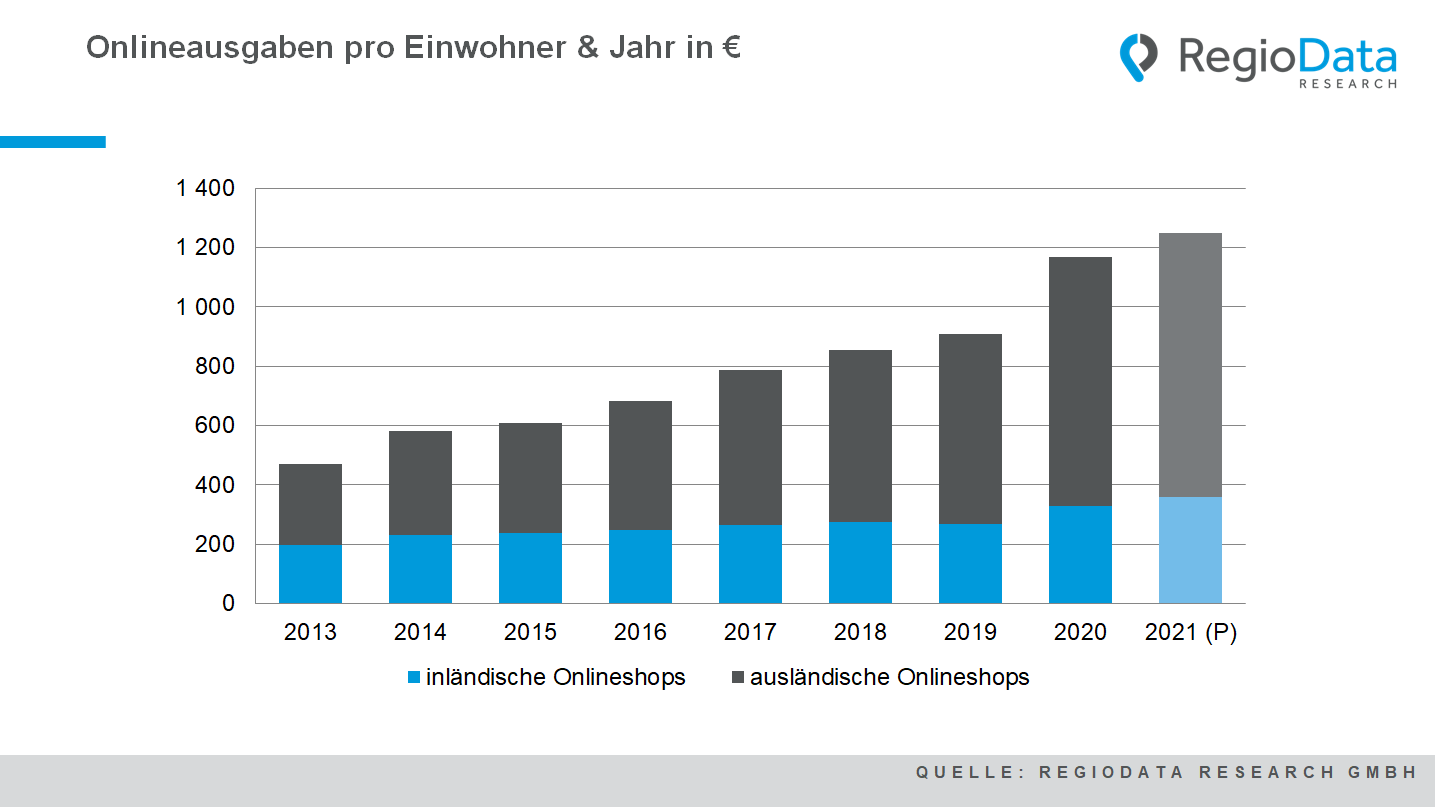 Onlineausgaben pro Einwohner & Jahr in €
RegioData
RESEARCH
1 400
1 200
1 000
800
600
400
200
0
2013 2014 2015 2016 2017 2018 2019 2020 2021 (P)
inländische Onlineshops ausländische Onlineshops
QUELLE: REGIODATA RESEARCH GMBH